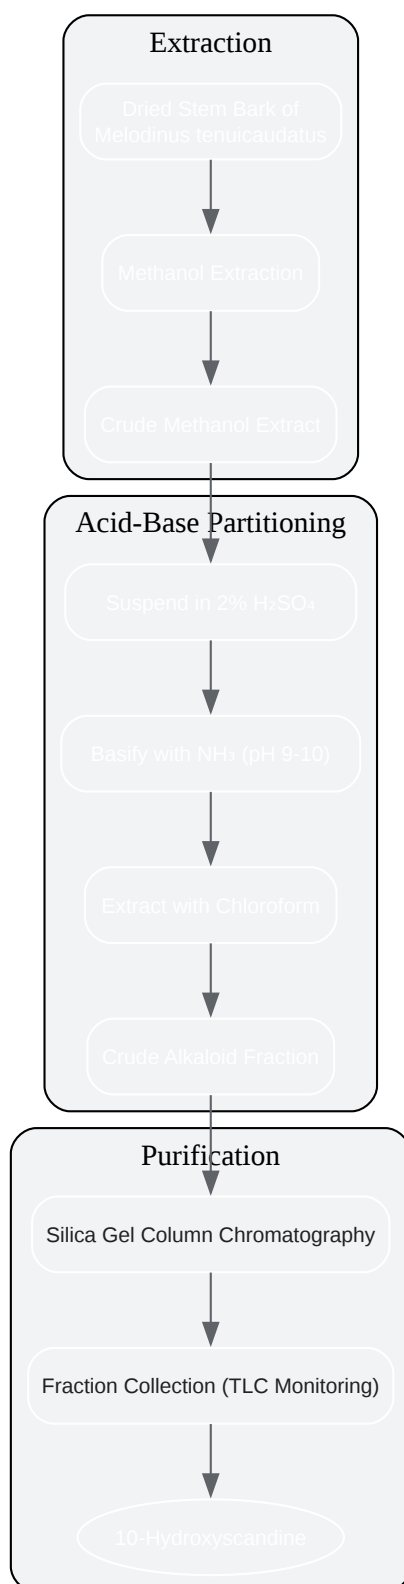 Extraction
Dried Stem Bark of
Melodinus tenuicaudatus
Methanol Extraction
Crude Methanol Extract
Acid-Base Partitioning
Suspend in 2% H₂SO₄
Basify with NH₃ (pH 9-10)
Extract with Chloroform
Crude Alkaloid Fraction
Purification
Silica Gel Column Chromatography
Fraction Collection (TLC Monitoring)
10-Hydroxyscandine